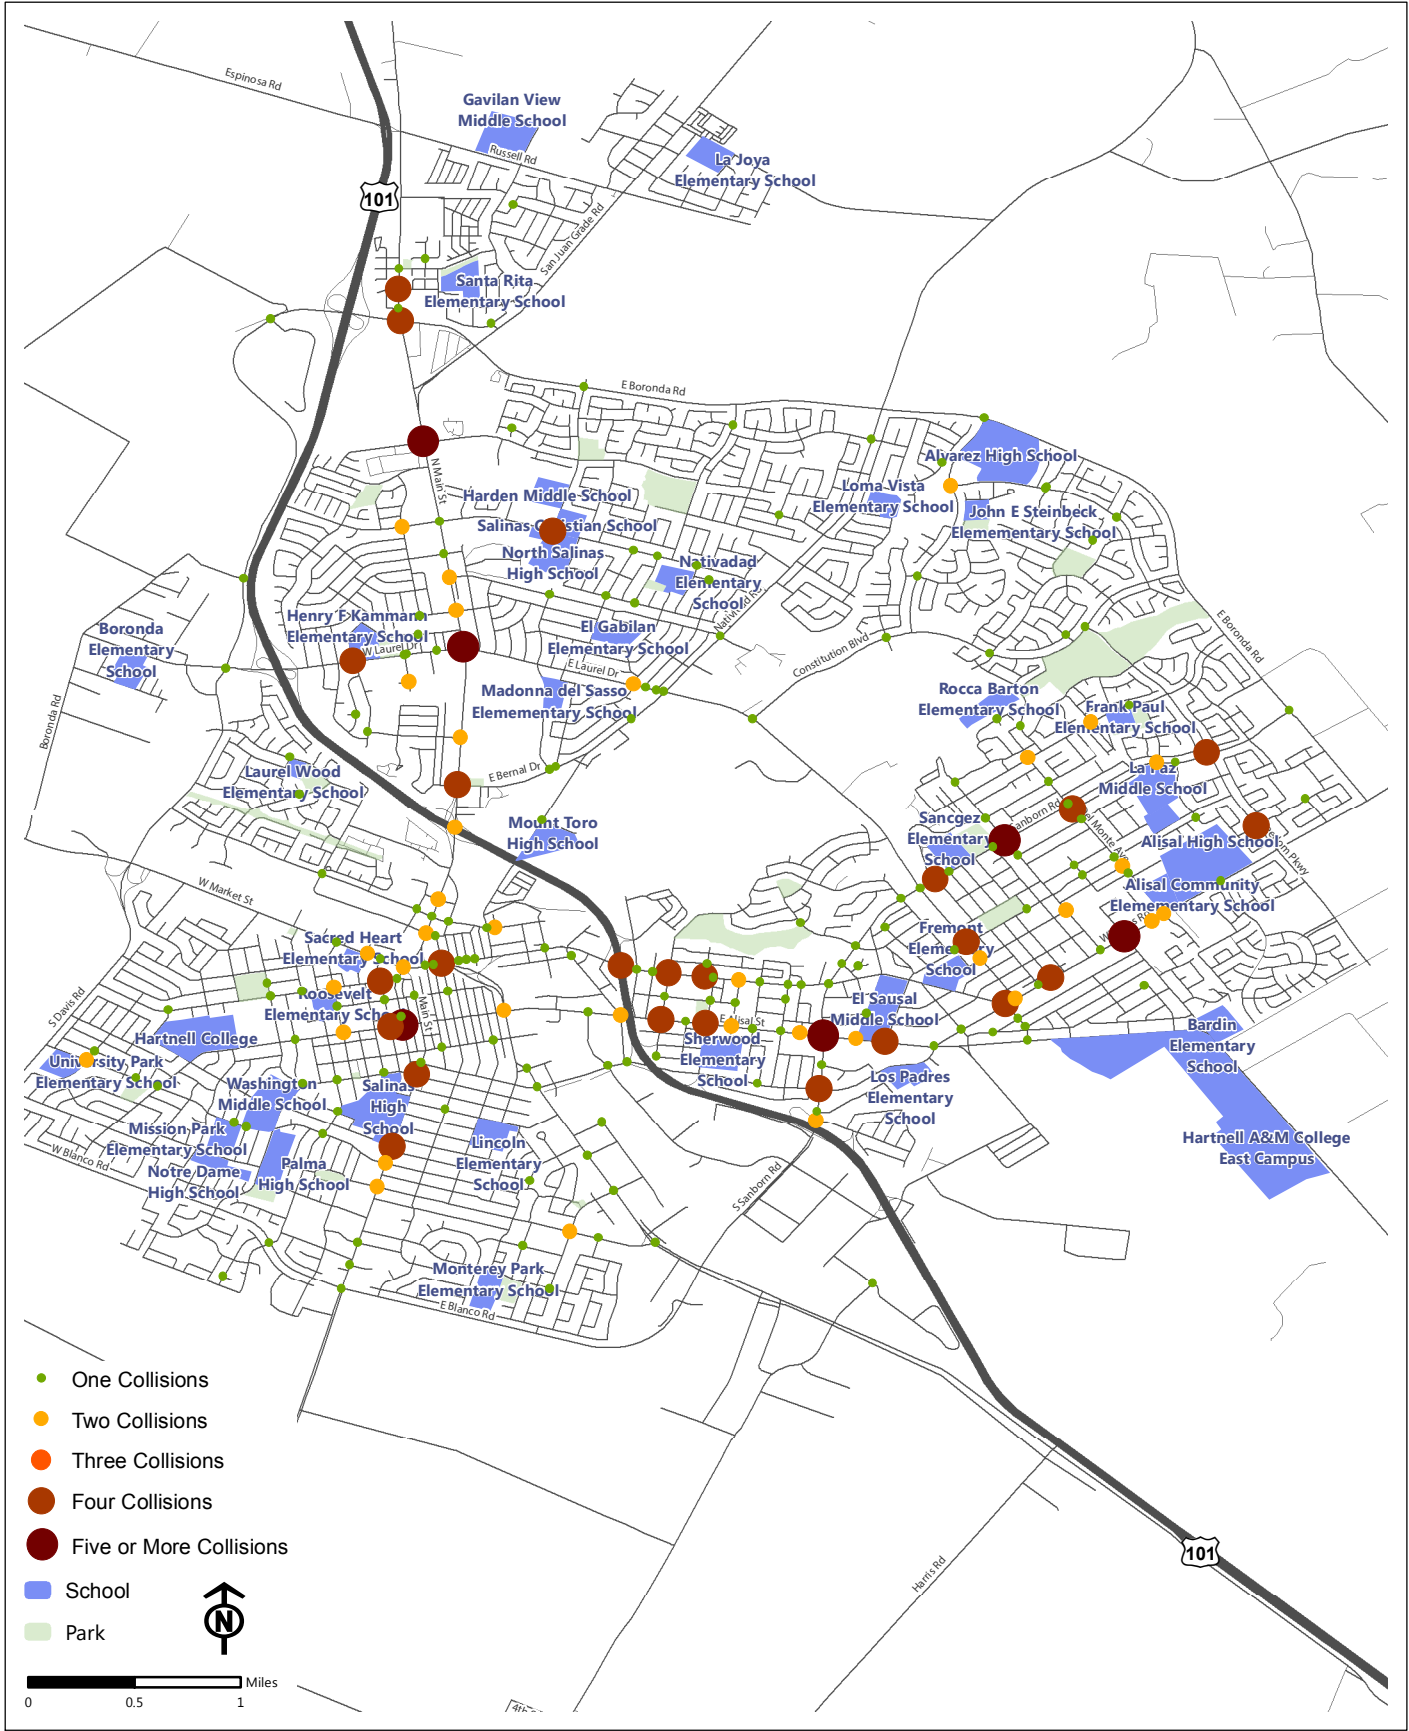 Espinosa Rd
Gavilan View
Middle School
Russell Rd
La Joya
Elementary School
101
San Juan Grade Rd
Santa Rita
Elementary School
E Boronda Rd
N Main St
Alvarez High School
Loma Vista
Elementary School
Harden Middle School
Salinas Christian School
North Salinas
High School
John E Steinbeck
Elemementary School
Nativadad
Elementary
School
Nativid Rd
Henry F Kammann
Elementary School
W Laurel Dr
El Gabilan
Elementary School
E Laurel Dr
Constitution Blvd
E Boronda Rd
Boronda
Elementary
School
Boronda Rd
Madonna del Sasso
Elemementary School
Rocca Barton
Elementary School
Frank Paul
Elementary School
Laurel Wood
Elementary School
E Bernal Dr
La Paz
Middle School
Mount Toro
High School
Sancgez
Elementary
School
Sanborn Rd
del Monte Ave
Alisal High School
W Market St
Alisal Community
Elemementary School
Sacred Heart
Elementary School
Fremont
Elementary
School
Roosevelt
Elementary School
Main St
S Davis Rd
Hartnell College
E Alisal St
El Sausal
Middle School
Sherwood
Elementary
School
Bardin
Elementary
School
University Park
Elementary School
Washington
Middle School
Salinas
High
School
Los Padres
Elementary
School
Mission Park
Elementary School
Lincoln
Elementary
School
Hartnell A&M College
East Campus
W Blanco Rd
Notre Dame
High School
Palma
High School
S Sanborn Rd
Monterey Park
Elementary School
E Blanco Rd
One Collisions
Two Collisions
Three Collisions
Four Collisions
Five or More Collisions
School
Park
N
Miles
0 0.5 1
Harris Rd
101